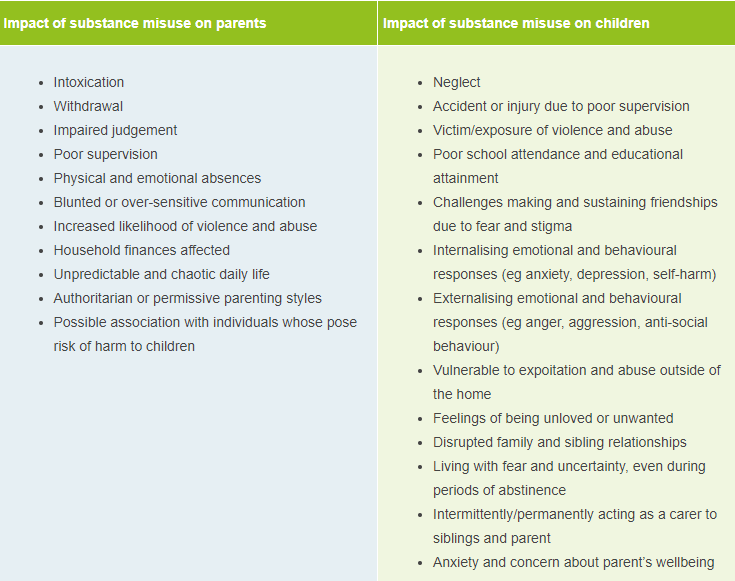 Impact of substance misuse on parents
Intoxication
Withdrawal
Impaired judgement
Poor supervision
Physical and emotional absences
Blunted or over-sensitive communication
Increased likelihood of violence and abuse
Household finances affected
Unpredictable and chaotic daily life
Authoritarian or permissive parenting styles
Possible association with individuals whose pose
risk of harm to children
Impact of substance misuse on children
Neglect
Accident or injury due to poor supervision
Victim/exposure of violence and abuse
Poor school attendance and educational
attainment
Challenges making and sustaining friendships
due to fear and stigma
Internalising emotional and behavioural
responses (eg anxiety, depression, self-harm)
Externalising emotional and behavioural
responses (eg anger, aggression, anti-social
behaviour)
Vulnerable to expoitation and abuse outside of
the home
Feelings of being unloved or unwanted
Disrupted family and sibling relationships
Living with fear and uncertainty, even during
periods of abstinence
Intermittently/permanently acting as a carer to
siblings and parent
Anxiety and concern about parent’s wellbeing